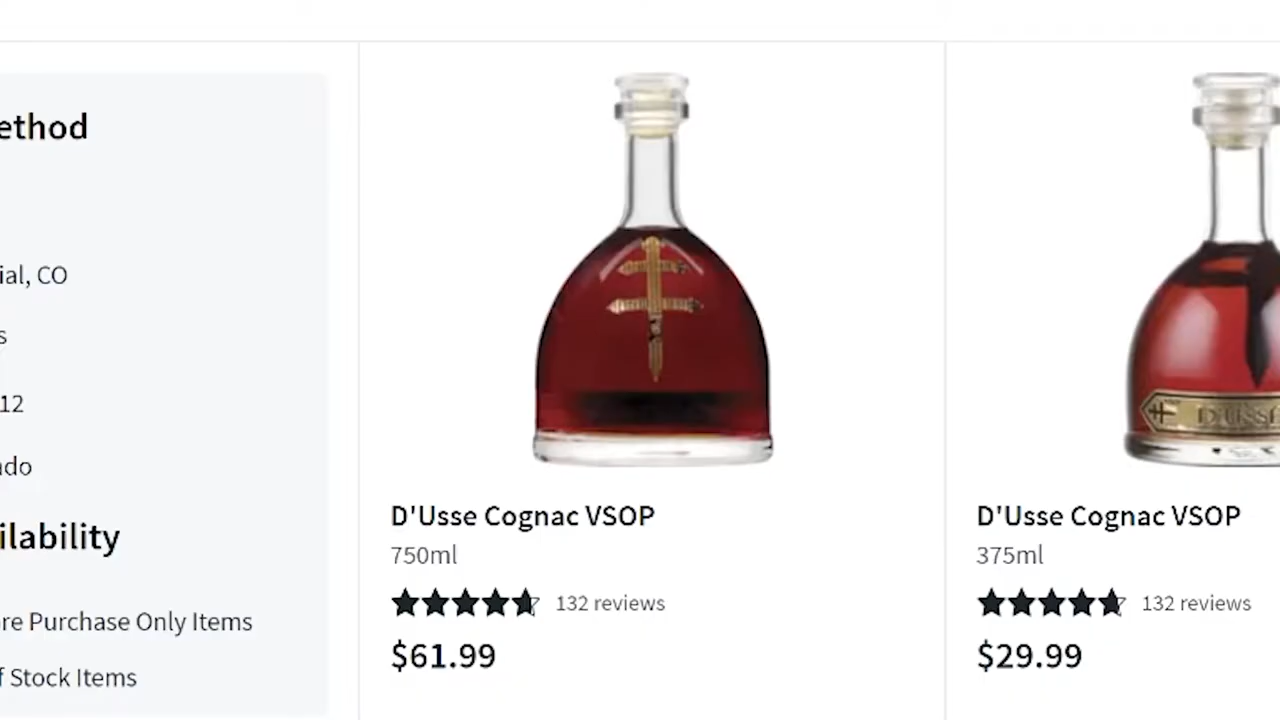 ethod
ial, CO
s
12
ado
ilability
re Purchase Only Items
f Stock Items
D'Usse Cognac VSOP
750ml
132 reviews
$61.99
D'USSÉ
D'Usse Cognac VSOP
375ml
132 reviews
$29.99